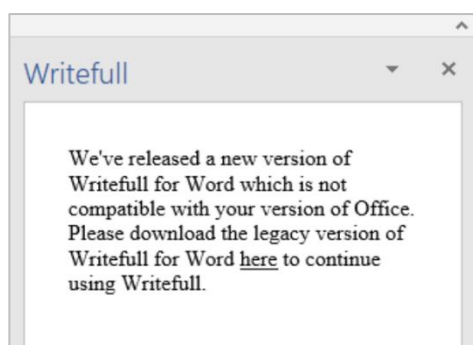 Writefull
We've released a new version of
Writefull for Word which is not
compatible with your version of Office.
Please download the legacy version of
Writefull for Word here to continue
using Writefull.